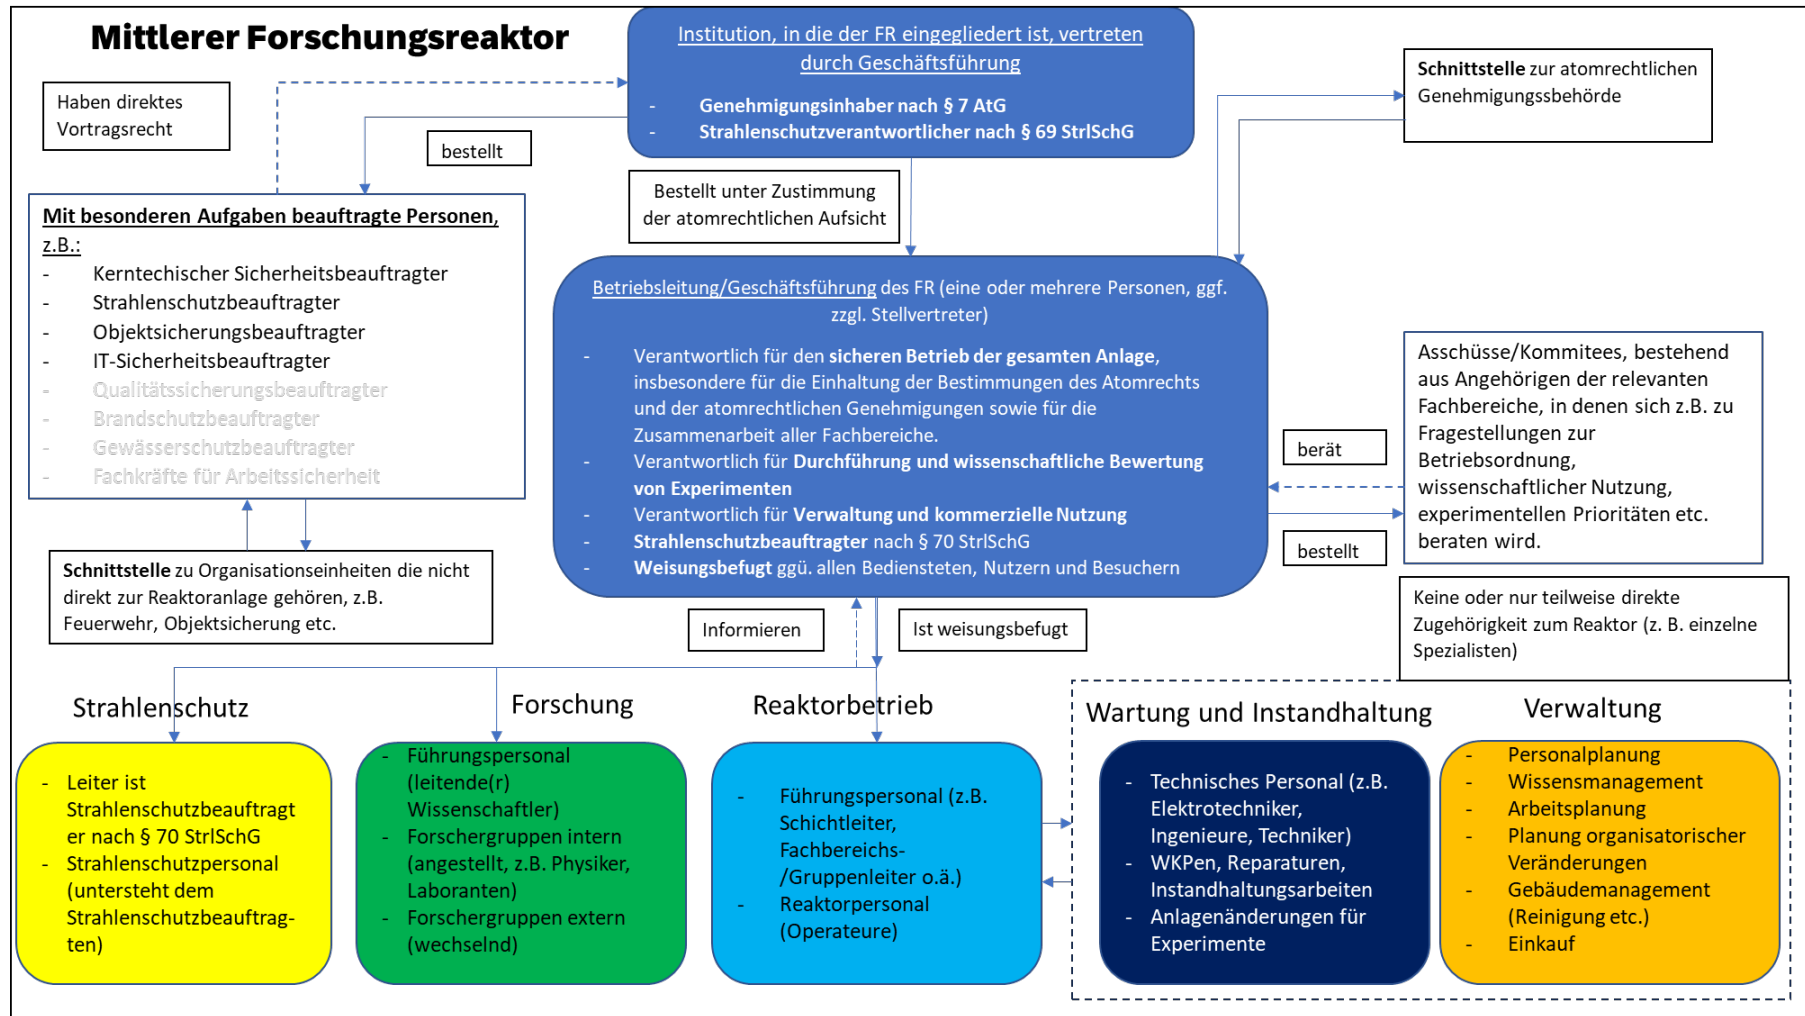 Mittlerer Forschungsreaktor
Institution, in die der FR eingegliedert ist, vertreten
durch Geschäftsführung
- Genehmigungsinhaber nach § 7 AtG
- Strahlenschutzverantwortlicher nach § 69 StrlSchG
Schnittstelle zur atomrechtlichen
Genehmigungssbehörde
Haben direktes
Vortragsrecht
bestellt
Bestellt unter Zustimmung
der atomrechtlichen Aufsicht
Mit besonderen Aufgaben beauftragte Personen,
z.B.:
- Kerntechischer Sicherheitsbeauftragter
- Strahlenschutzbeauftragter
- Objektsicherungsbeauftragter
- IT-Sicherheitsbeauftragter
- Qualitätssicherungsbeauftragter
- Brandschutzbeauftragter
- Gewässerschutzbeauftragter
- Fachkräfte für Arbeitssicherheit
Betriebsleitung/Geschäftsführung des FR (eine oder mehrere Personen, ggf.
zzgl. Stellvertreter)
- Verantwortlich für den sicheren Betrieb der gesamten Anlage,
insbesondere für die Einhaltung der Bestimmungen des Atomrechts
und der atomrechtlichen Genehmigungen sowie für die
Zusammenarbeit aller Fachbereiche.
- Verantwortlich für Durchführung und wissenschaftliche Bewertung
von Experimenten
- Verantwortlich für Verwaltung und kommerzielle Nutzung
- Strahlenschutzbeauftragter nach § 70 StrlSchG
- Weisungsbefugt ggü. allen Bediensteten, Nutzern und Besuchern
berät
bestellt
Asschüsse/Kommitees, bestehend
aus Angehörigen der relevanten
Fachbereiche, in denen sich z.B. zu
Fragestellungen zur
Betriebsordnung,
wissenschaftlicher Nutzung,
experimentellen Prioritäten etc.
beraten wird.
Schnittstelle zu Organisationseinheiten die nicht
direkt zur Reaktoranlage gehören, z.B.
Feuerwehr, Objektsicherung etc.
Informieren
Ist weisungsbefugt
Keine oder nur teilweise direkte
Zugehörigkeit zum Reaktor (z. B. einzelne
Spezialisten)
Strahlenschutz
- Leiter ist
Strahlenschutzbeauftragt
er nach § 70 StrlSchG
- Strahlenschutzpersonal
(untersteht dem
Strahlenschutzbeauftrag-
ten)
Forschung
- Führungspersonal
(leitende(r)
Wissenschaftler)
- Forschergruppen intern
(angestellt, z.B. Physiker,
Laboranten)
- Forschergruppen extern
(wechselnd)
Reaktorbetrieb
- Führungspersonal (z.B.
Schichtleiter,
Fachbereichs-
/Gruppenleiter o.ä.)
- Reaktorpersonal
(Operateure)
Wartung und Instandhaltung
- Technisches Personal (z.B.
Elektrotechniker,
Ingenieure, Techniker)
- WKPen, Reparaturen,
Instandhaltungsarbeiten
- Anlagenänderungen für
Experimente
Verwaltung
- Personalplanung
- Wissensmanagement
- Arbeitsplanung
- Planung organisatorischer
Veränderungen
- Gebäudemanagement
(Reinigung etc.)
- Einkauf